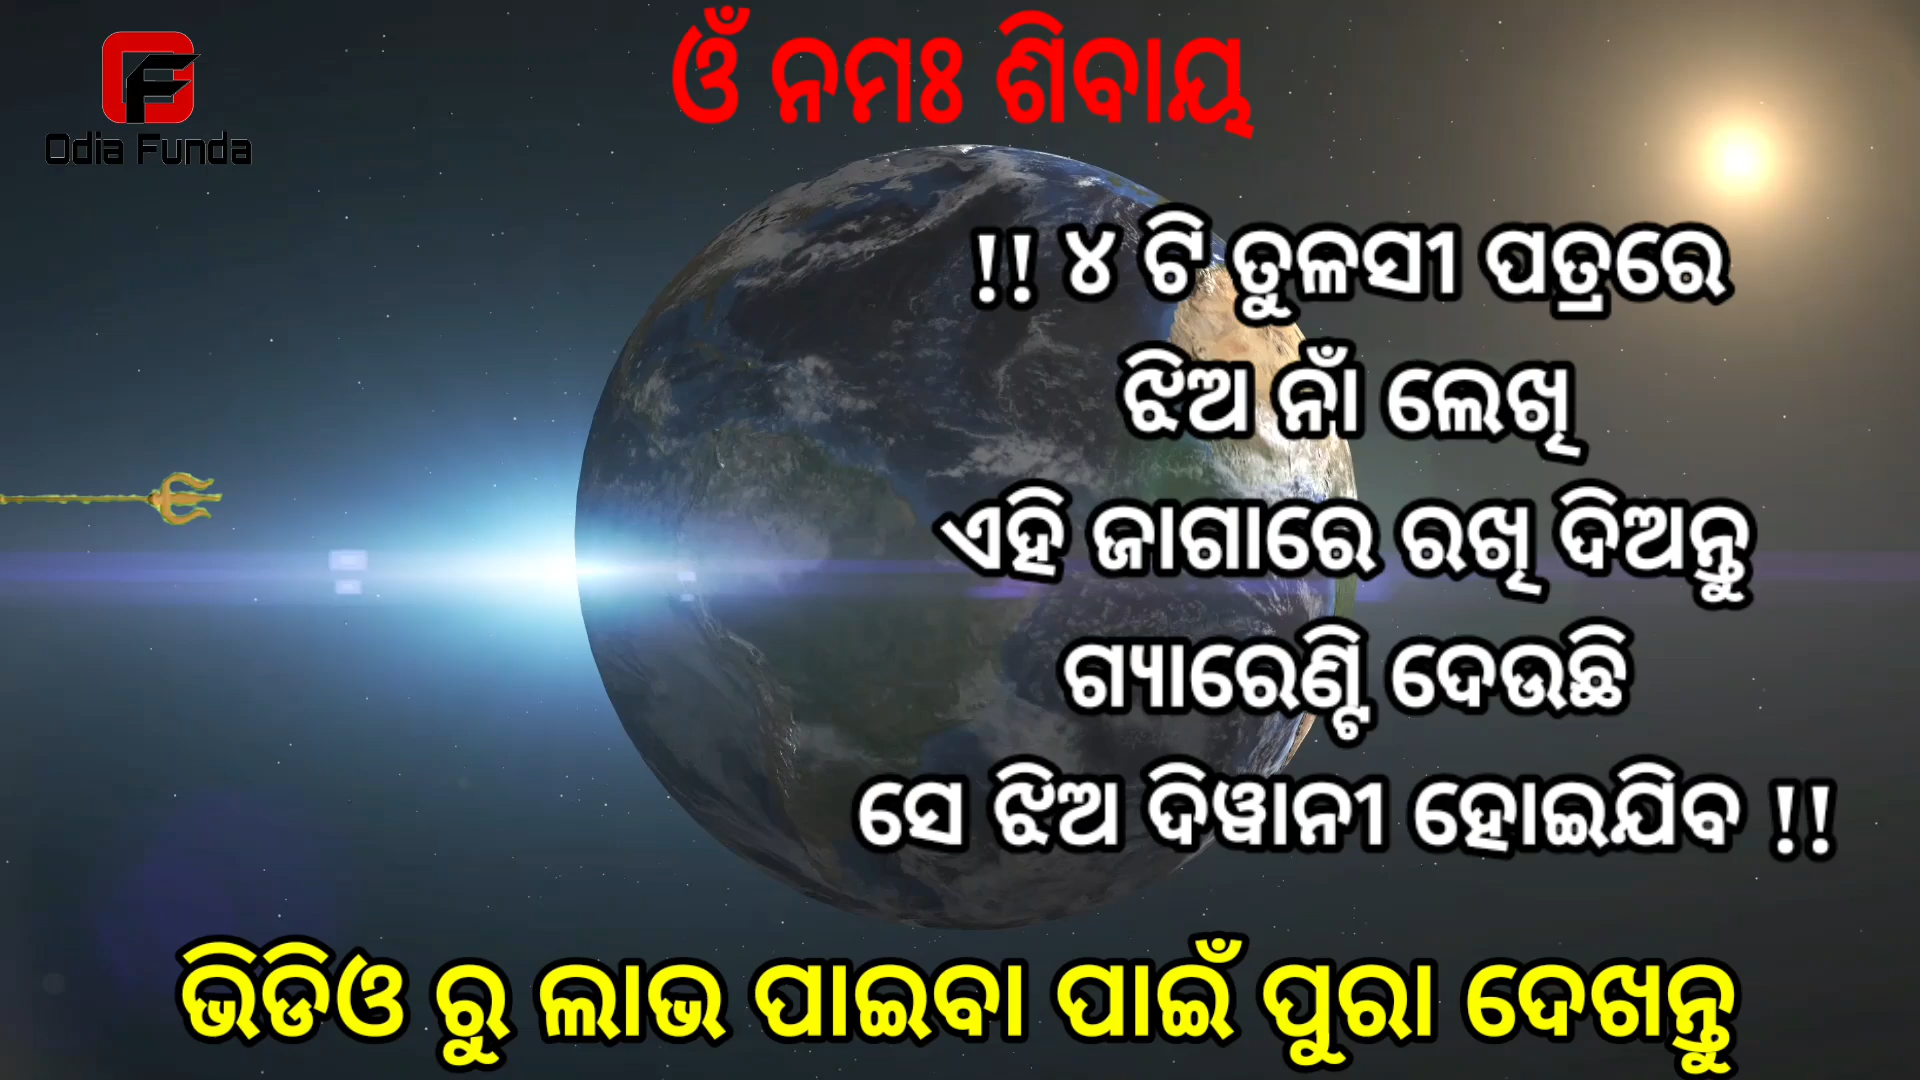 ଓଁ ନମଃ ଶିବାୟ
Odia Funda
!! ୪ ଟି ତୁଳସୀ ପତ୍ରରେ
ଝିଅ ନାଁ ଲେଖି
ଏହି ଜାଗାରେ ରଖି ଦିଅନ୍ତୁ
ଗ୍ୟାରେଣ୍ଟି ଦେଉଛି
ସେ ଝିଅ ଦିୱାନୀ ହୋଇଯିବ !!
ଭିଡିଓ ରୁ ଲାଭ ପାଇବା ପାଇଁ ପୁରା ଦେଖନ୍ତୁ